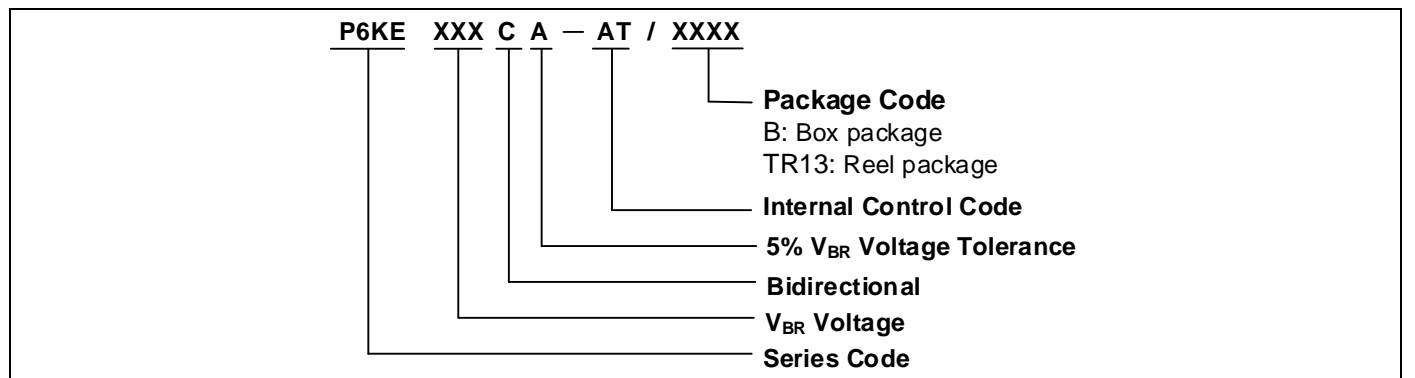 P6KE XXX C A — AT / XXXX
Package Code
B: Box package
TR13: Reel package
Internal Control Code
5% VBR Voltage Tolerance
Bidirectional
VBR Voltage
Series Code